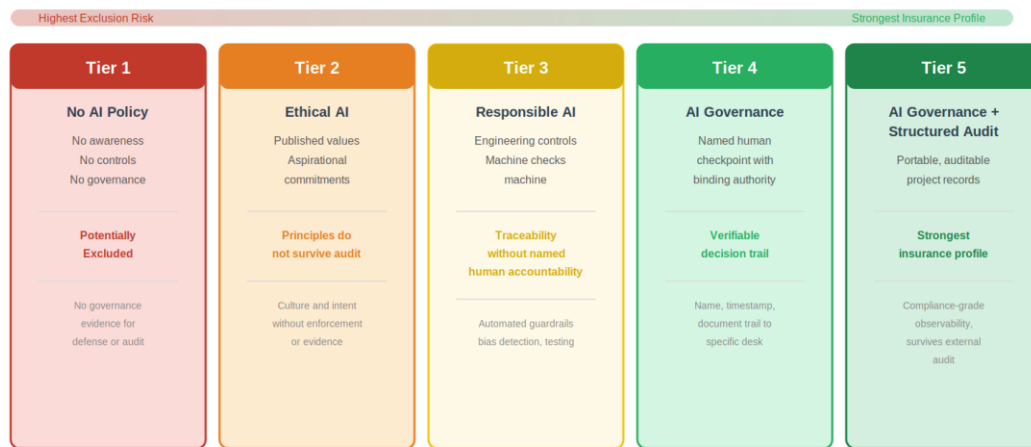 Highest Exclusion Risk
Strongest Insurance Profile
Tier 1
No AI Policy
No awareness
No controls
No governance
Potentially
Excluded
No governance
evidence for
defense or audit
Tier 2
Ethical AI
Published values
Aspirational
commitments
Principles do
not survive audit
Culture and intent
without enforcement
or evidence
Tier 3
Responsible AI
Engineering controls
Machine checks
machine
Traceability
without named
human accountability
Automated guardrails
bias detection, testing
Tier 4
AI Governance
Named human
checkpoint with
binding authority
Verifiable
decision trail
Name, timestamp,
document trail to
specific desk
Tier 5
AI Governance +
Structured Audit
Portable, auditable
project records
Strongest
insurance profile
Compliance-grade
observability,
survives external
audit